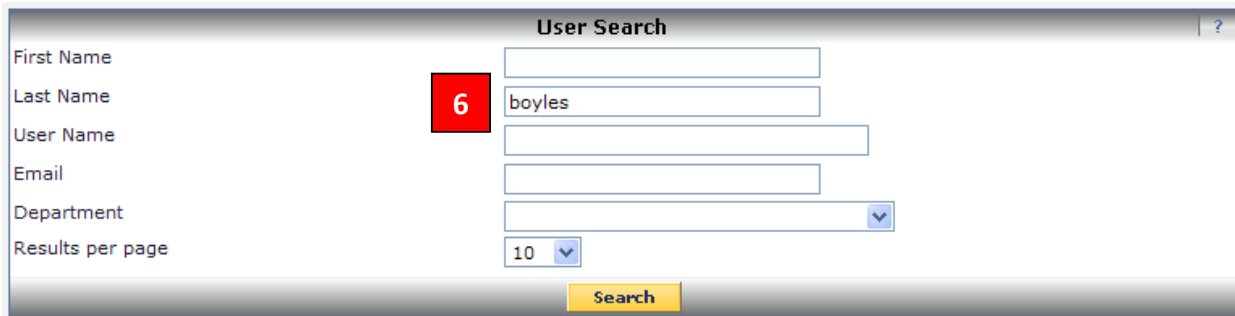 User Search ?
First Name
Last Name 6 boyles
User Name
Email
Department
Results per page 10
Search